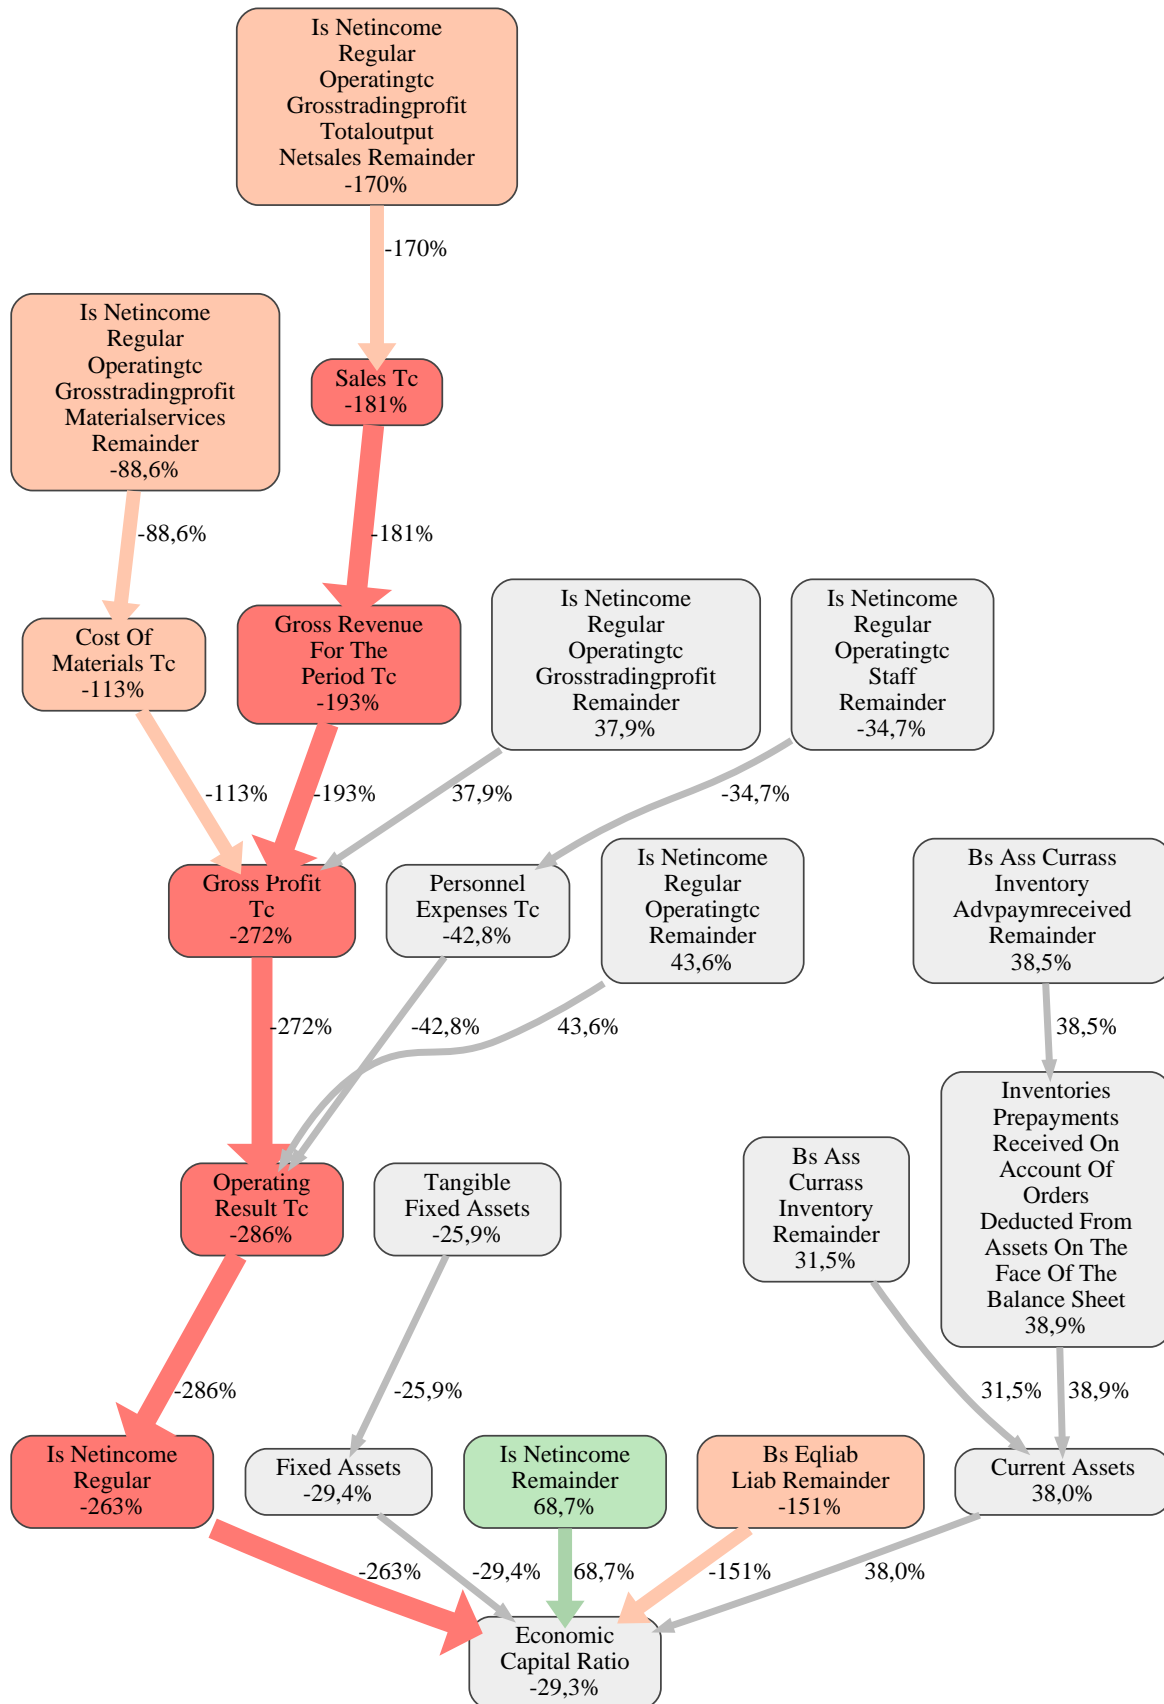 Is Netincome
Regular
Operatingtc
Grosstradingprofit
Totaloutput
Netsales Remainder
-170%
-170%
Is Netincome
Regular
Operatingtc
Grosstradingprofit
Materialservices
Remainder
-88,6%
Sales Tc
-181%
-88,6%
-181%
Cost Of
Materials Tc
-113%
Gross Revenue
For The
Period Tc
-193%
Is Netincome
Regular
Operatingtc
Grosstradingprofit
Remainder
37,9%
Is Netincome
Regular
Operatingtc
Staff
Remainder
-34,7%
-113%
-193%
37,9%
-34,7%
Gross Profit
Tc
-272%
Personnel
Expenses Tc
-42,8%
Is Netincome
Regular
Operatingtc
Remainder
43,6%
Bs Ass Currass
Inventory
Advpaymreceived
Remainder
38,5%
-272%
-42,8%
43,6%
38,5%
Operating
Result Tc
-286%
Tangible
Fixed Assets
-25,9%
Bs Ass
Currass
Inventory
Remainder
31,5%
Inventories
Prepayments
Received On
Account Of
Orders
Deducted From
Assets On The
Face Of The
Balance Sheet
38,9%
-286%
-25,9%
31,5%
38,9%
Is Netincome
Regular
-263%
Fixed Assets
-29,4%
Is Netincome
Remainder
68,7%
Bs Eqliab
Liab Remainder
-151%
Current Assets
38,0%
-263%
-29,4%
68,7%
-151%
38,0%
Economic
Capital Ratio
-29,3%